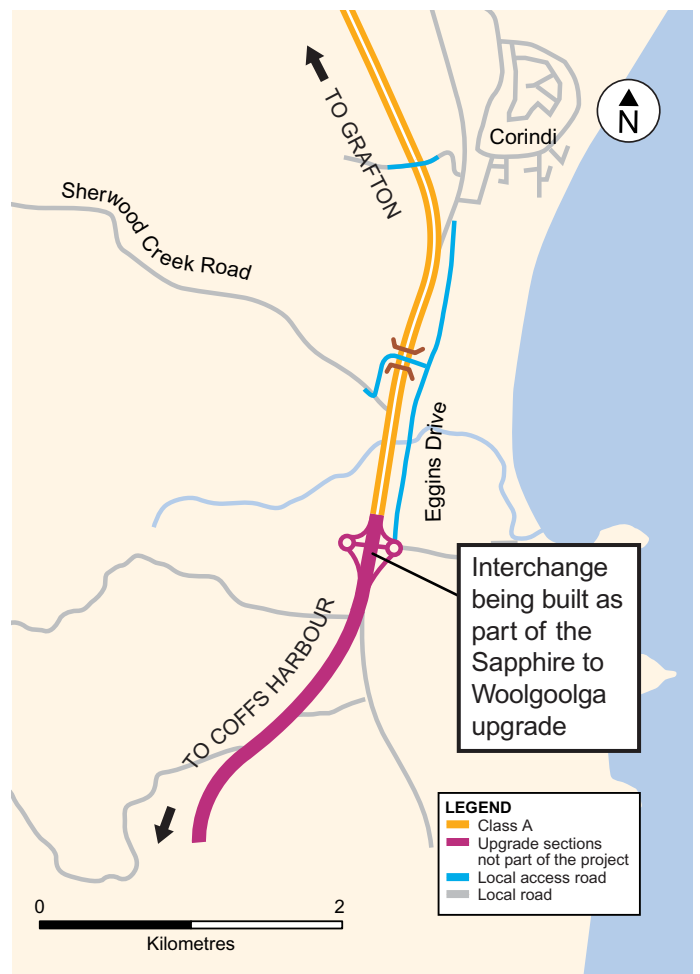 TO GRAFTON
N
Corindi
Sherwood
Creek Road
Eggins Drive
Interchange
being built as
part of the
Sapphire to
Woolgoolga
upgrade
TO COFFS HARBOUR
LEGEND
Class A
Upgrade sections
not part of the project
Local access road
Local road
0 2
Kilometres